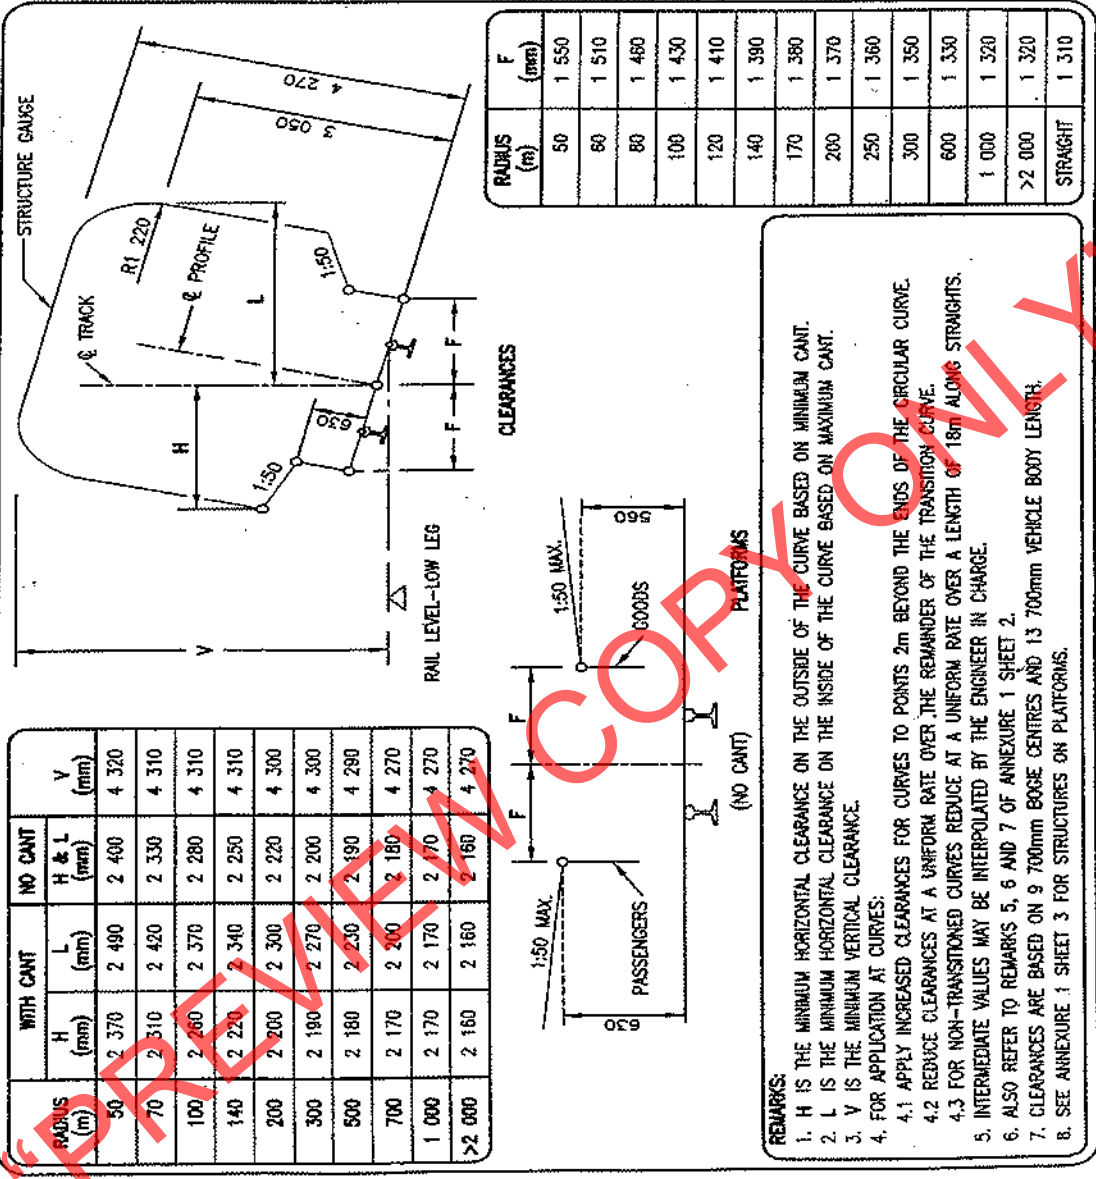 RADIUS (m) | WITH CANT H (mm) | WITH CANT L (mm) | NO CANT H & L (mm) | V (mm)
50 | 2 370 | 2 490 | 2 400 | 4 320
70 | 2 310 | 2 420 | 2 330 | 4 310
100 | 2 260 | 2 370 | 2 280 | 4 310
140 | 2 220 | 2 340 | 2 250 | 4 310
200 | 2 200 | 2 300 | 2 220 | 4 300
300 | 2 190 | 2 270 | 2 200 | 4 300
500 | 2 180 | 2 230 | 2 190 | 4 290
700 | 2 170 | 2 200 | 2 180 | 4 270
1 000 | 2 170 | 2 170 | 2 170 | 4 270
>2 000 | 2 160 | 2 160 | 2 160 | 4 270
STRUCTURE GAUGE
℄ TRACK
R1 220
℄ PROFILE
4 270
3 050
H
L
V
1:50
1:50
630
F
F
RAIL LEVEL-LOW LEG
CLEARANCES
RADIUS (m) | F (mm)
50 | 1 550
60 | 1 510
80 | 1 460
100 | 1 430
120 | 1 410
140 | 1 390
170 | 1 380
200 | 1 370
250 | 1 360
300 | 1 350
600 | 1 330
1 000 | 1 320
>2 000 | 1 320
STRAIGHT | 1 310
1:50 MAX.
1:50 MAX.
F
F
PASSENGERS
GOODS
630
560
(NO CANT)
PLATFORMS
REMARKS:
1. H IS THE MINIMUM HORIZONTAL CLEARANCE ON THE OUTSIDE OF THE CURVE BASED ON MINIMUM CANT.
2. L IS THE MINIMUM HORIZONTAL CLEARANCE ON THE INSIDE OF THE CURVE BASED ON MAXIMUM CANT.
3. V IS THE MINIMUM VERTICAL CLEARANCE.
4. FOR APPLICATION AT CURVES:
4.1 APPLY INCREASED CLEARANCES FOR CURVES TO POINTS 2m BEYOND THE ENDS OF THE CIRCULAR CURVE.
4.2 REDUCE CLEARANCES AT A UNIFORM RATE OVER THE REMAINDER OF THE TRANSITION CURVE.
4.3 FOR NON-TRANSITIONED CURVES REDUCE AT A UNIFORM RATE OVER A LENGTH OF 18m ALONG STRAIGHTS.
5. INTERMEDIATE VALUES MAY BE INTERPOLATED BY THE ENGINEER IN CHARGE.
6. ALSO REFER TO REMARKS 5, 6 AND 7 OF ANNEXURE 1 SHEET 2.
7. CLEARANCES ARE BASED ON 9 700mm BOGIE CENTRES AND 13 700mm VEHICLE BODY LENGTH.
8. SEE ANNEXURE 1 SHEET 3 FOR STRUCTURES ON PLATFORMS.
"PREVIEW COPY ONLY"